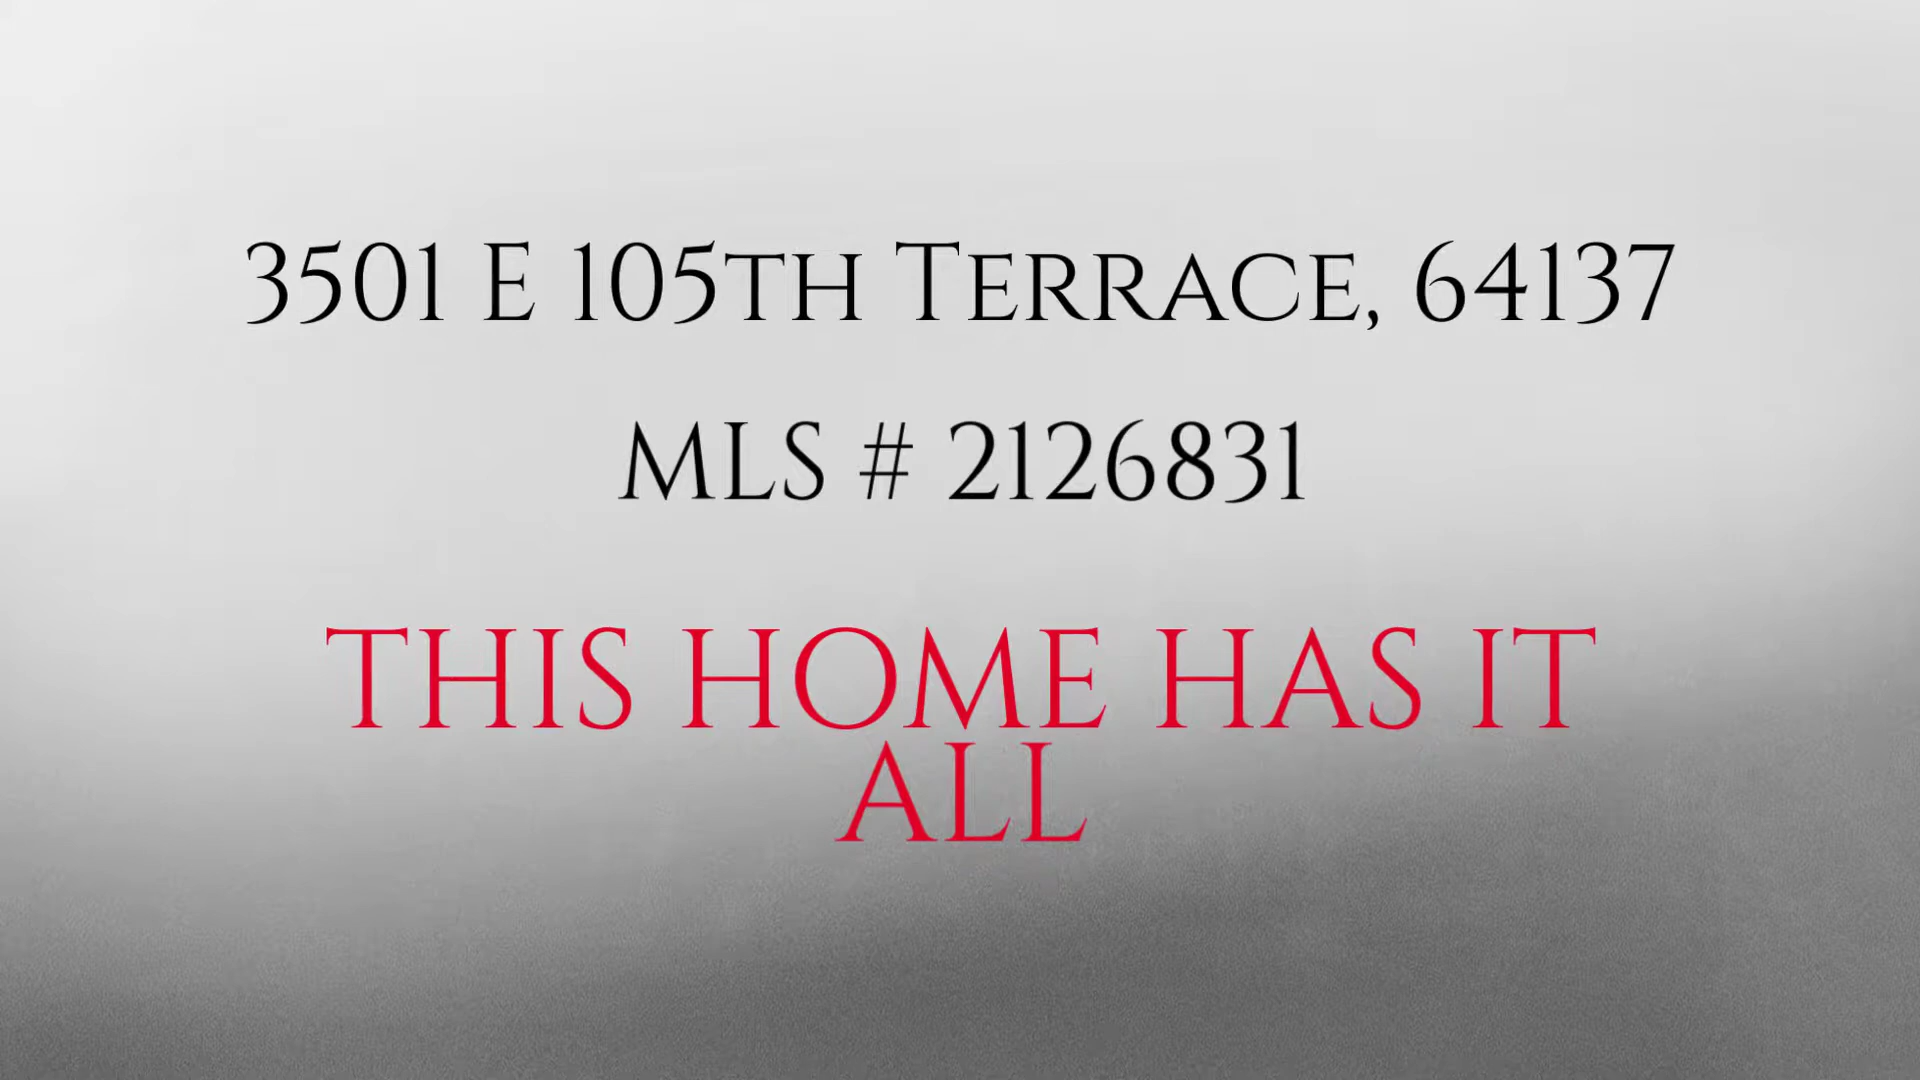 3501 E 105th Terrace, 64137
MLS # 2126831
THIS HOME HAS IT
ALL